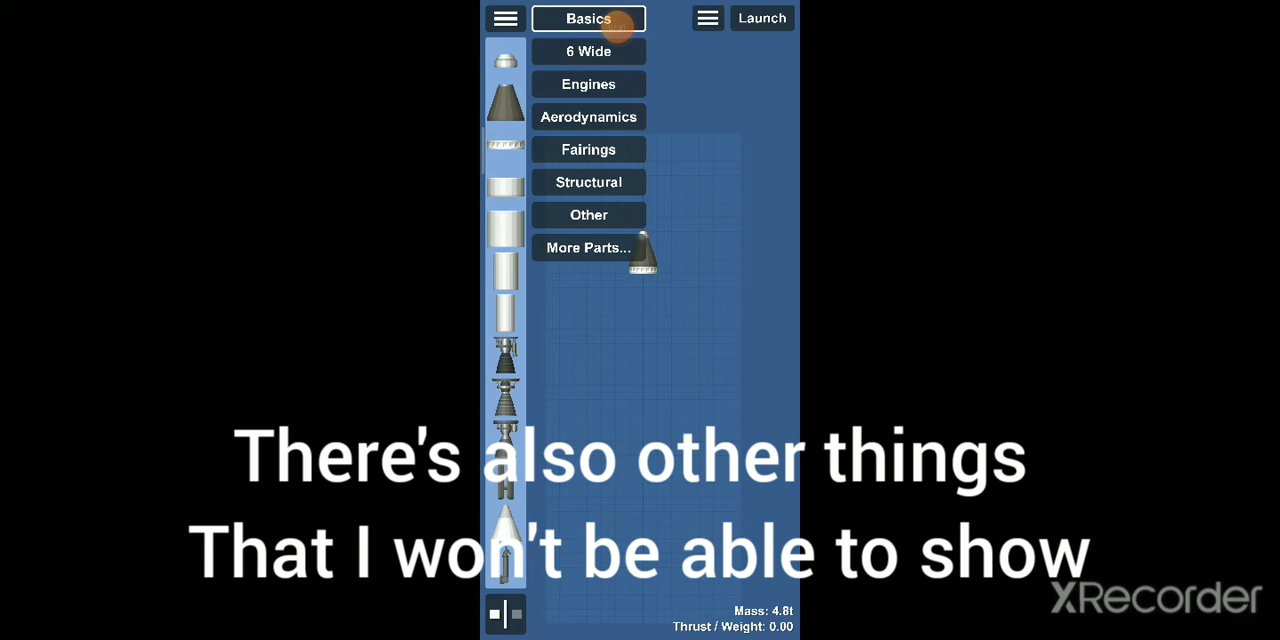 Basics
Launch
6 Wide
Engines
Aerodynamics
Fairings
Structural
Other
More Parts...
There's also other things
That I won't be able to show
XRecorder
Mass: 4.8t
Thrust / Weight: 0.00